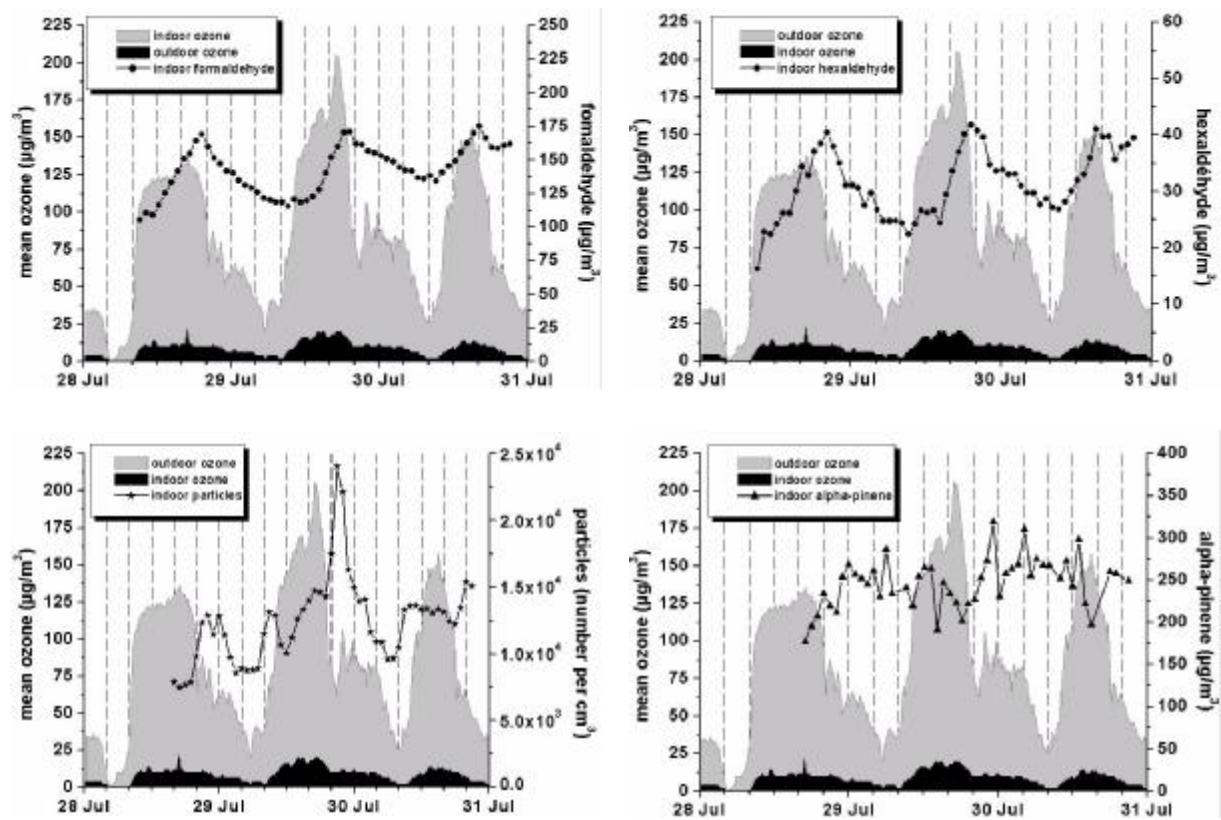 indoor ozone
outdoor ozone
indoor formaldehyde
mean ozone (µg/m³)
225
200
175
150
125
100
75
50
25
0
250
225
200
175
150
125
100
75
50
25
0
fomaldehyde (µg/m³)
28 Jul 29 Jul 30 Jul 31 Jul
outdoor ozone
indoor ozone
indoor hexaldehyde
mean ozone (µg/m³)
225
200
175
150
125
100
75
50
25
0
60
50
40
30
20
10
0
hexaldéhyde (µg/m³)
28 Jul 29 Jul 30 Jul 31 Jul
outdoor ozone
indoor ozone
indoor particles
mean ozone (µg/m³)
225
200
175
150
125
100
75
50
25
0
2.5x10⁴
2.0x10⁴
1.5x10⁴
1.0x10⁴
5.0x10³
0.0
particles (number per cm³)
28 Jul 29 Jul 30 Jul 31 Jul
outdoor ozone
indoor ozone
indoor alpha-pinene
mean ozone (µg/m³)
225
200
175
150
125
100
75
50
25
0
400
350
300
250
200
150
100
50
0
alpha-pinene (µg/m³)
28 Jul 29 Jul 30 Jul 31 Jul